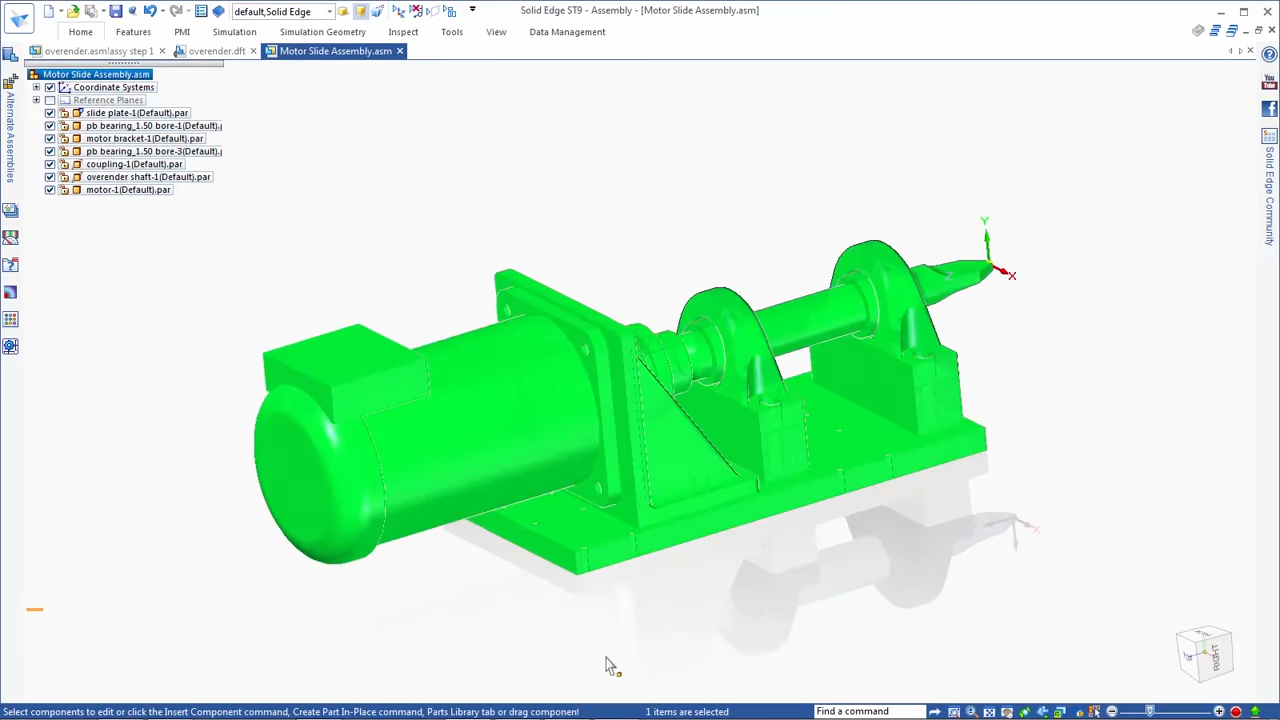 default,Solid Edge
Solid Edge ST9 - Assembly - [Motor Slide Assembly.asm]
Home
Features
PMI
Simulation
Simulation Geometry
Inspect
Tools
View
Data Management
overender.asm!assy step 1
overender.dft
Motor Slide Assembly.asm
Motor Slide Assembly.asm
Coordinate Systems
Reference Planes
slide plate-1(Default).par
pb bearing_1.50 bore-1(Default).
motor bracket-1(Default).par
pb bearing_1.50 bore-3(Default).
coupling-1(Default).par
overender shaft-1(Default).par
motor-1(Default).par
Alternate Assemblies
You Tube
Solid Edge Community
Y
X
Z
X
RIGHT
Select components to edit or click the Insert Component command, Create Part In-Place command, Parts Library tab or drag component
1 items are selected
Find a command